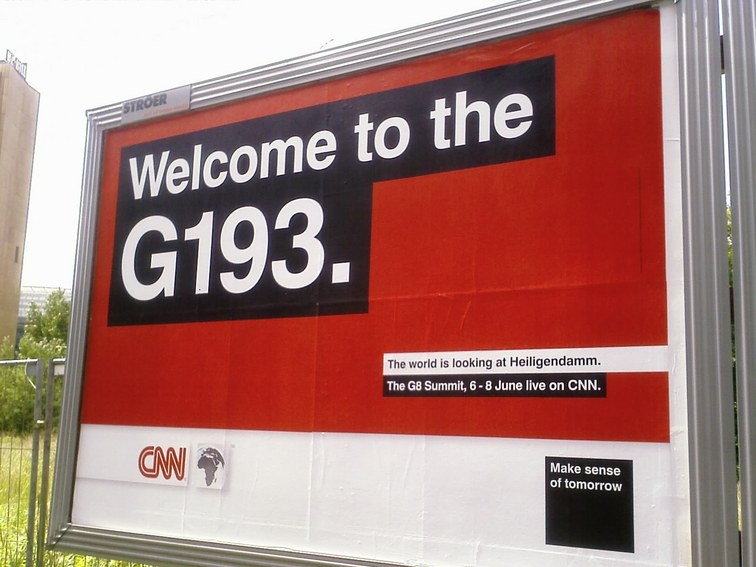 STRÖER
Welcome to the
G193.
The world is looking at Heiligendamm.
The G8 Summit, 6 - 8 June live on CNN.
CNN
Make sense
of tomorrow